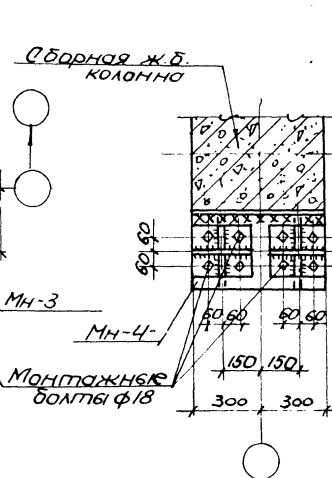 Сборная ж.б.
колонна
60
60
Мн-3
60 60 60 60
Мн-4
150 150
Монтажные
болты ф18
300 300